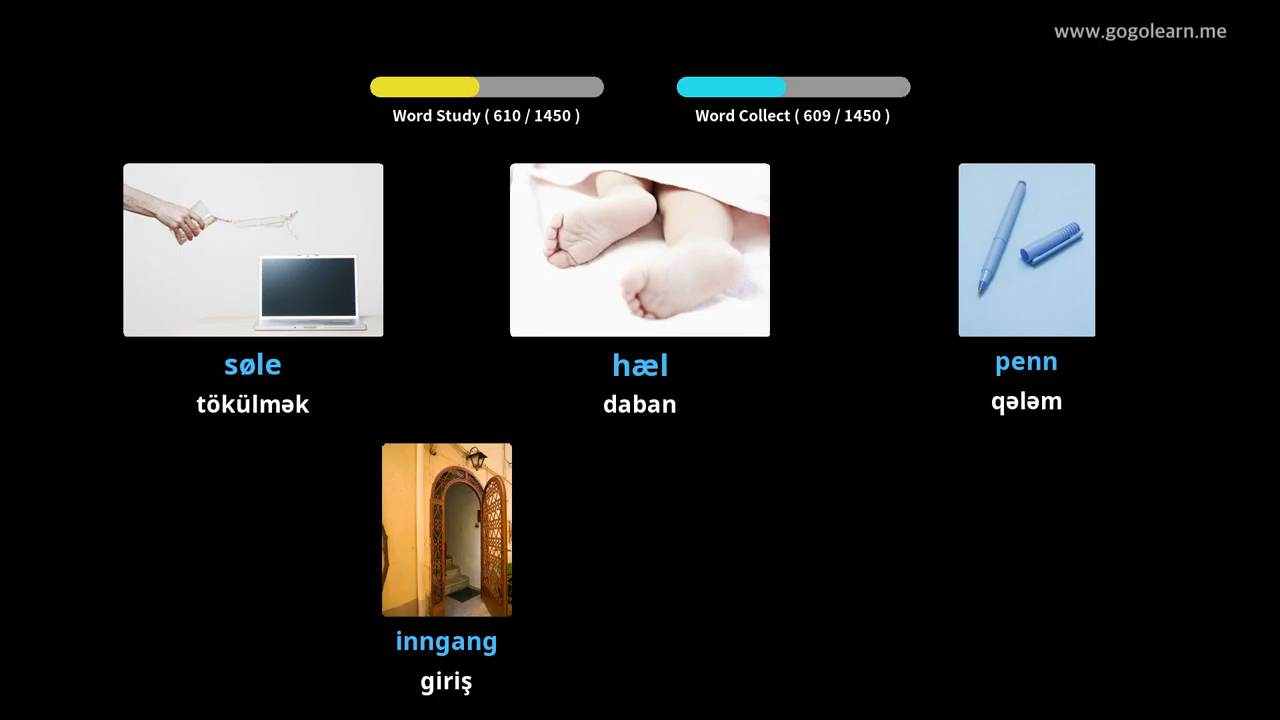 www.gogolearn.me
Word Study ( 610 / 1450 )
Word Collect ( 609 / 1450 )
søle
tökülmək
hæl
daban
penn
qələm
inngang
giriş